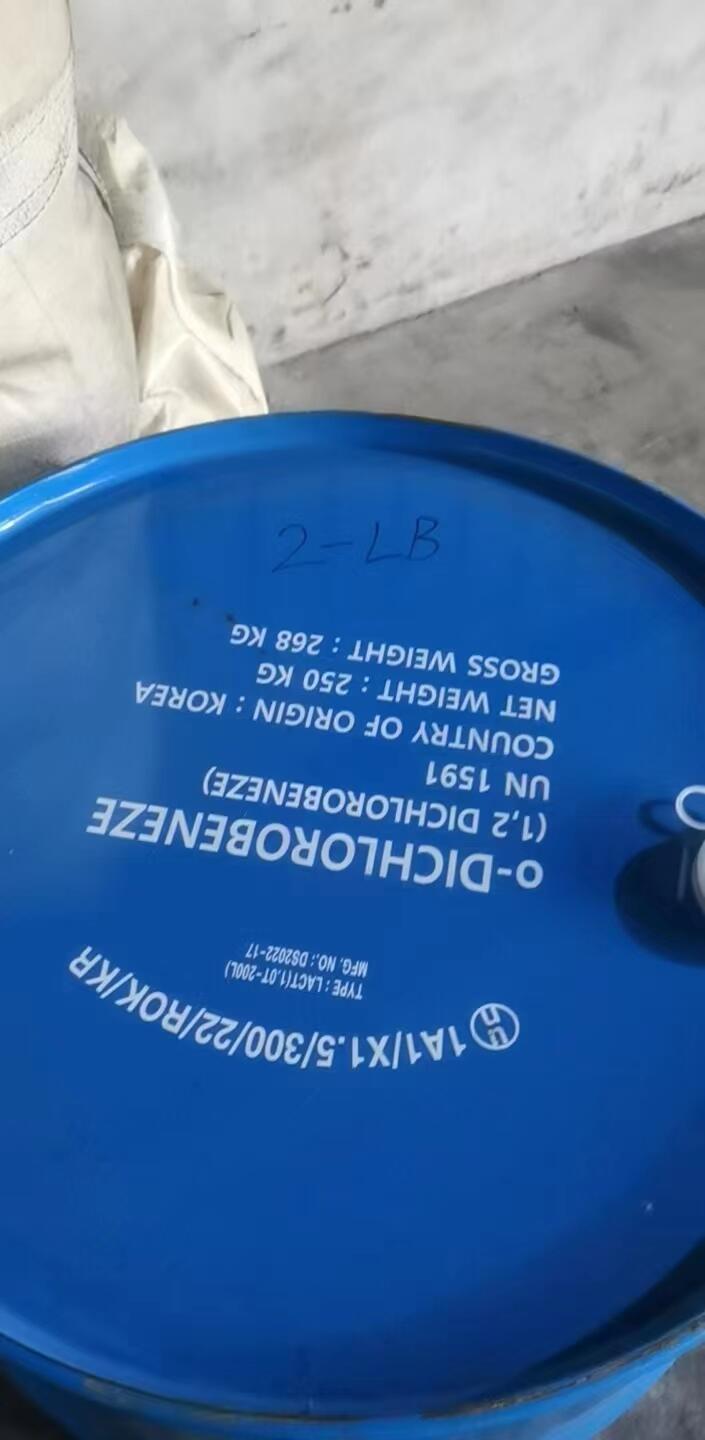 UN 1A1/X1.5/300/22/ROK/KR
TYPE : LACT(1.0T-200L)
MFG. NO.: DS2022-17
o-DICHLOROBENEZE
(1,2 DICHLOROBENEZE)
UN 1591
COUNTRY OF ORIGIN : KOREA
NET WEIGHT : 250 KG
GROSS WEIGHT : 268 KG
2-LB